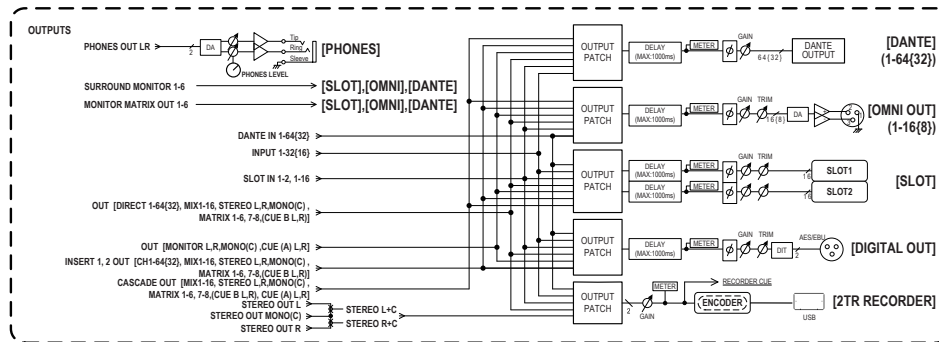 OUTPUTS
PHONES OUT LR
2
DA
Tip
Ring
Sleeve
PHONES LEVEL
[PHONES]
SURROUND MONITOR 1-6
[SLOT],[OMNI],[DANTE]
MONITOR MATRIX OUT 1-6
[SLOT],[OMNI],[DANTE]
DANTE IN 1-64{32}
INPUT 1-32{16}
SLOT IN 1-2, 1-16
OUT [DIRECT 1-64{32}, MIX1-16, STEREO L,R,MONO(C) ,
MATRIX 1-6, 7-8,(CUE B L,R)]
OUT [MONITOR L,R,MONO(C) ,CUE (A) L,R]
INSERT 1, 2 OUT [CH1-64{32}, MIX1-16, STEREO L,R,MONO(C) ,
MATRIX 1-6, 7-8,(CUE B L,R)]
CASCADE OUT [MIX1-16, STEREO L,R,MONO(C) ,
MATRIX 1-6, 7-8,(CUE B L,R), CUE (A) L,R]
STEREO OUT L
STEREO OUT MONO(C)
STEREO OUT R
STEREO L+C
STEREO R+C
OUTPUT
PATCH
DELAY
(MAX:1000ms)
METER
GAIN
ϕ
64{32}
DANTE
OUTPUT
[DANTE]
(1-64{32})
OUTPUT
PATCH
DELAY
(MAX:1000ms)
METER
GAIN TRIM
ϕ
16{8}
DA
2
1
3
[OMNI OUT]
(1-16{8})
OUTPUT
PATCH
DELAY
(MAX:1000ms)
METER
GAIN TRIM
ϕ
16
SLOT1
DELAY
(MAX:1000ms)
METER
ϕ
16
SLOT2
[SLOT]
OUTPUT
PATCH
DELAY
(MAX:1000ms)
METER
GAIN TRIM
ϕ
DIT
AES/EBU
2
[DIGITAL OUT]
OUTPUT
PATCH
2
GAIN
METER
RECORDER CUE
ENCODER
USB
[2TR RECORDER]